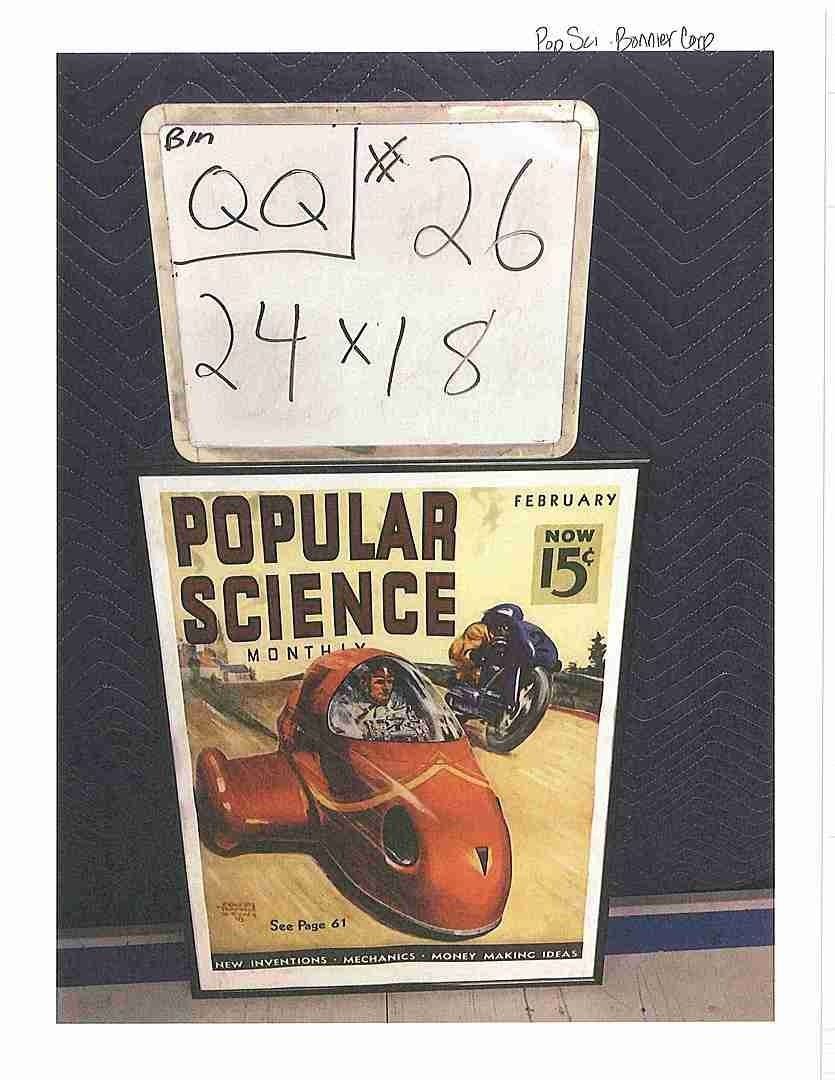 Pop Sci . Bonnier Corp
Bin
QQ
# 26
24 x 18
POPULAR
SCIENCE
MONTHLY
FEBRUARY
NOW
15¢
See Page 61
NEW INVENTIONS · MECHANICS · MONEY MAKING IDEAS